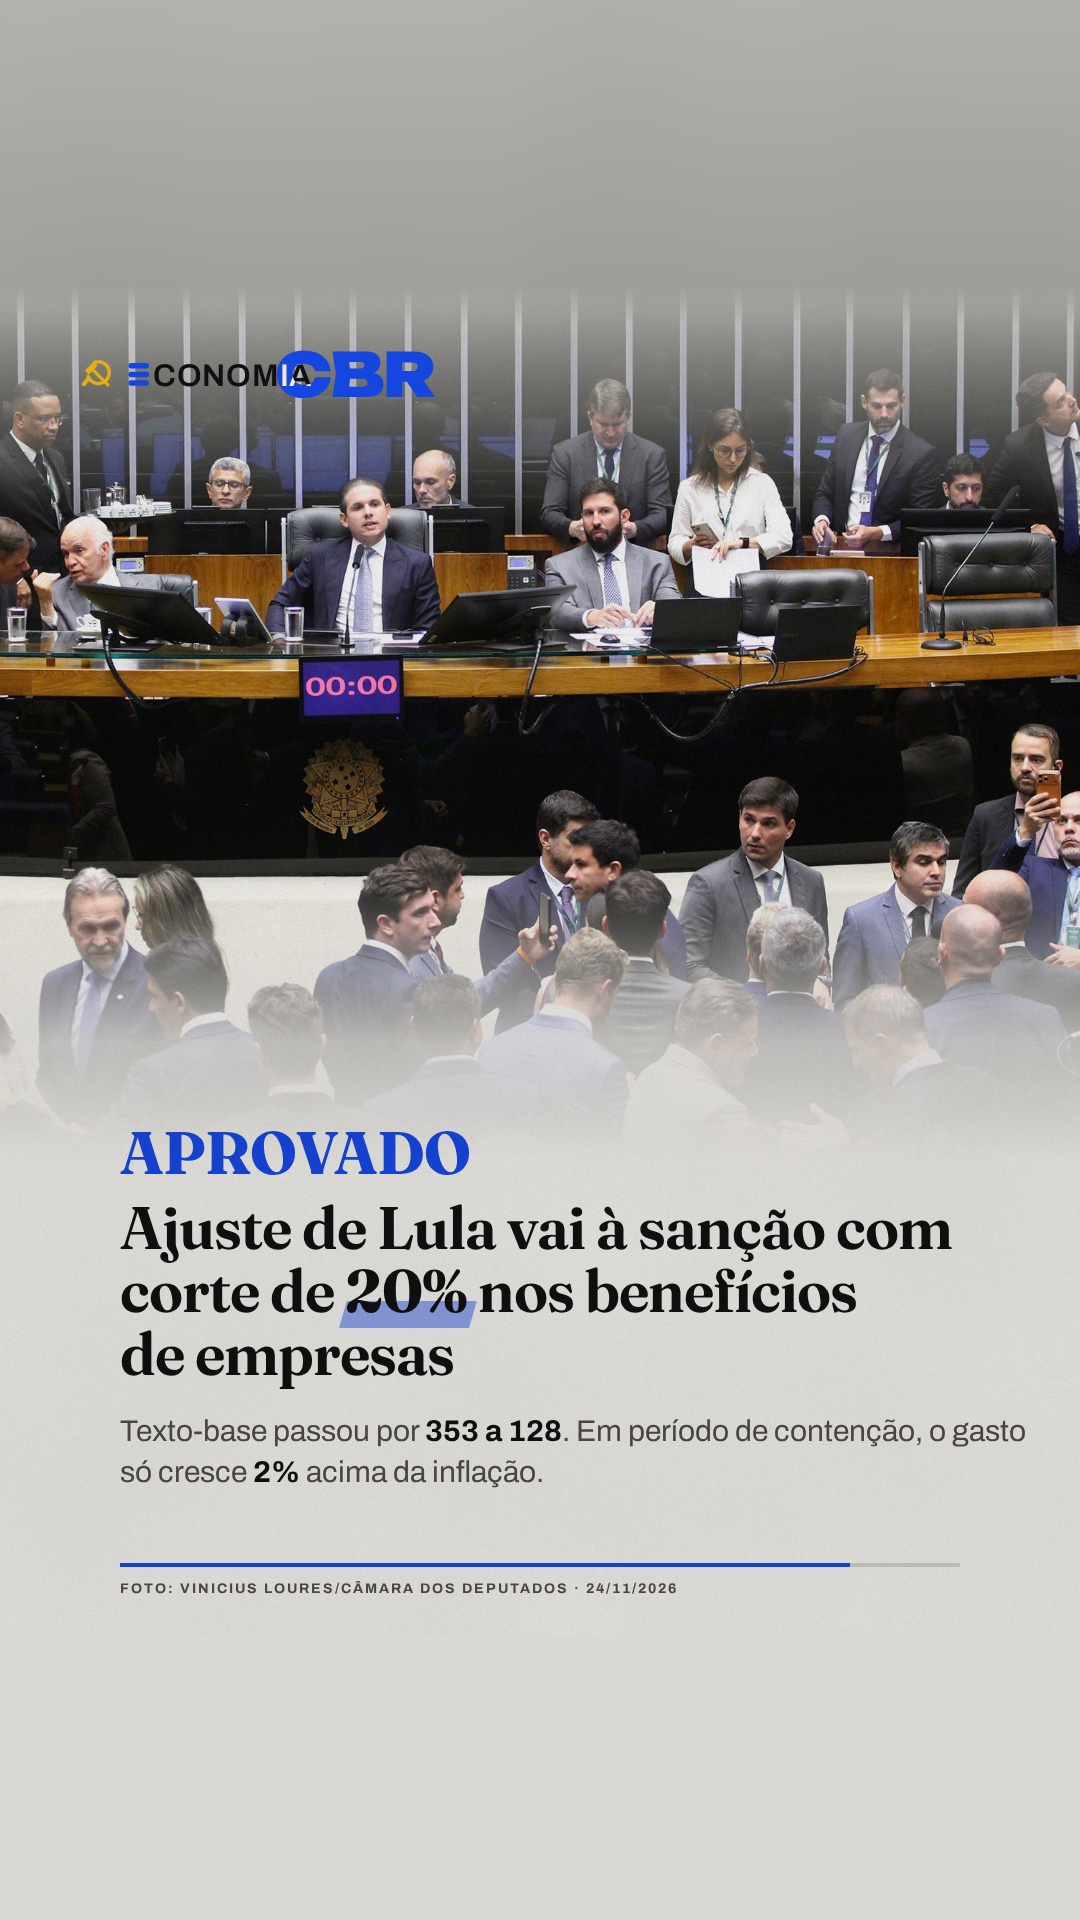 ECONOMIA
CBR
00:00
APROVADO
Ajuste de Lula vai à sanção com
corte de 20% nos benefícios
de empresas
Texto-base passou por 353 a 128. Em período de contenção, o gasto
só cresce 2% acima da inflação.
FOTO: VINICIUS LOURES/CÂMARA DOS DEPUTADOS · 24/11/2026